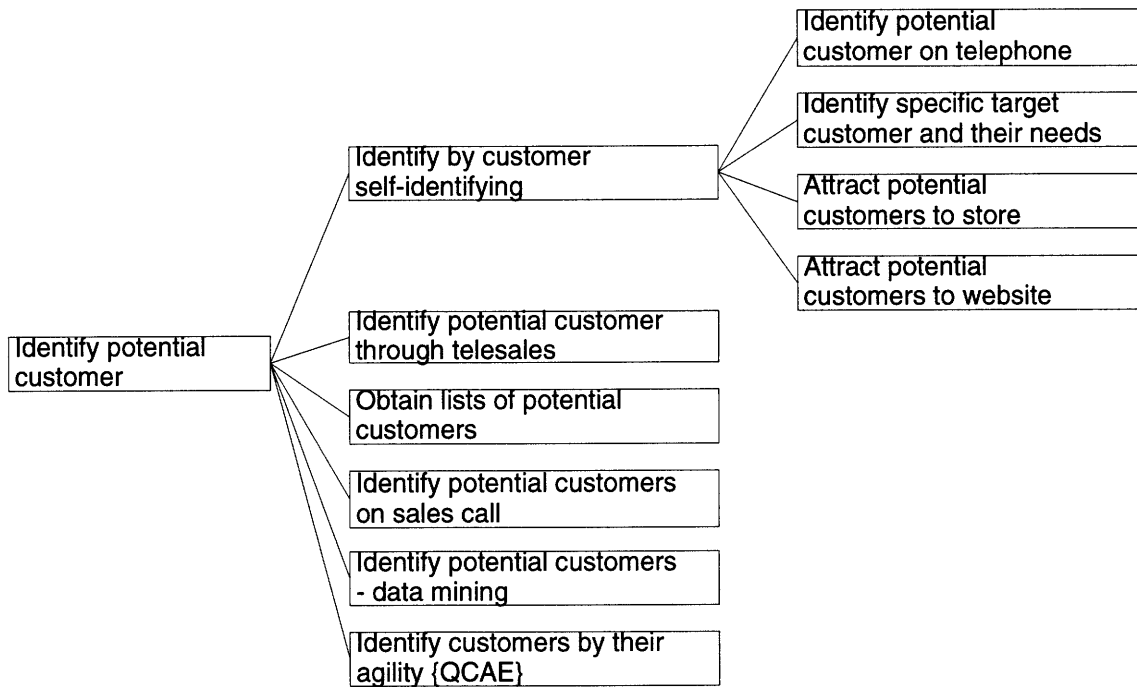 Identify potential
customer
Identify by customer
self-identifying
Identify potential customer
through telesales
Obtain lists of potential
customers
Identify potential customers
on sales call
Identify potential customers
- data mining
Identify customers by their
agility {QCAE}
Identify potential
customer on telephone
Identify specific target
customer and their needs
Attract potential
customers to store
Attract potential
customers to website